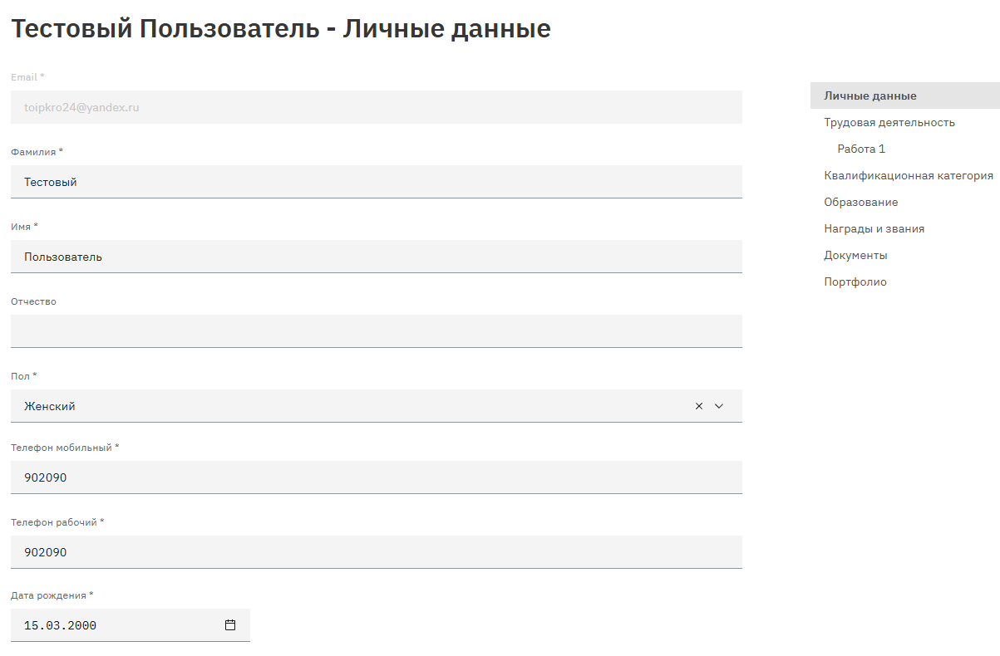 Тестовый Пользователь - Личные данные
Email *
toipkro24@yandex.ru
Фамилия *
Тестовый
Имя *
Пользователь
Отчество
Пол *
Женский
Телефон мобильный *
902090
Телефон рабочий *
902090
Дата рождения *
15.03.2000
Личные данные
Трудовая деятельность
Работа 1
Квалификационная категория
Образование
Награды и звания
Документы
Портфолио